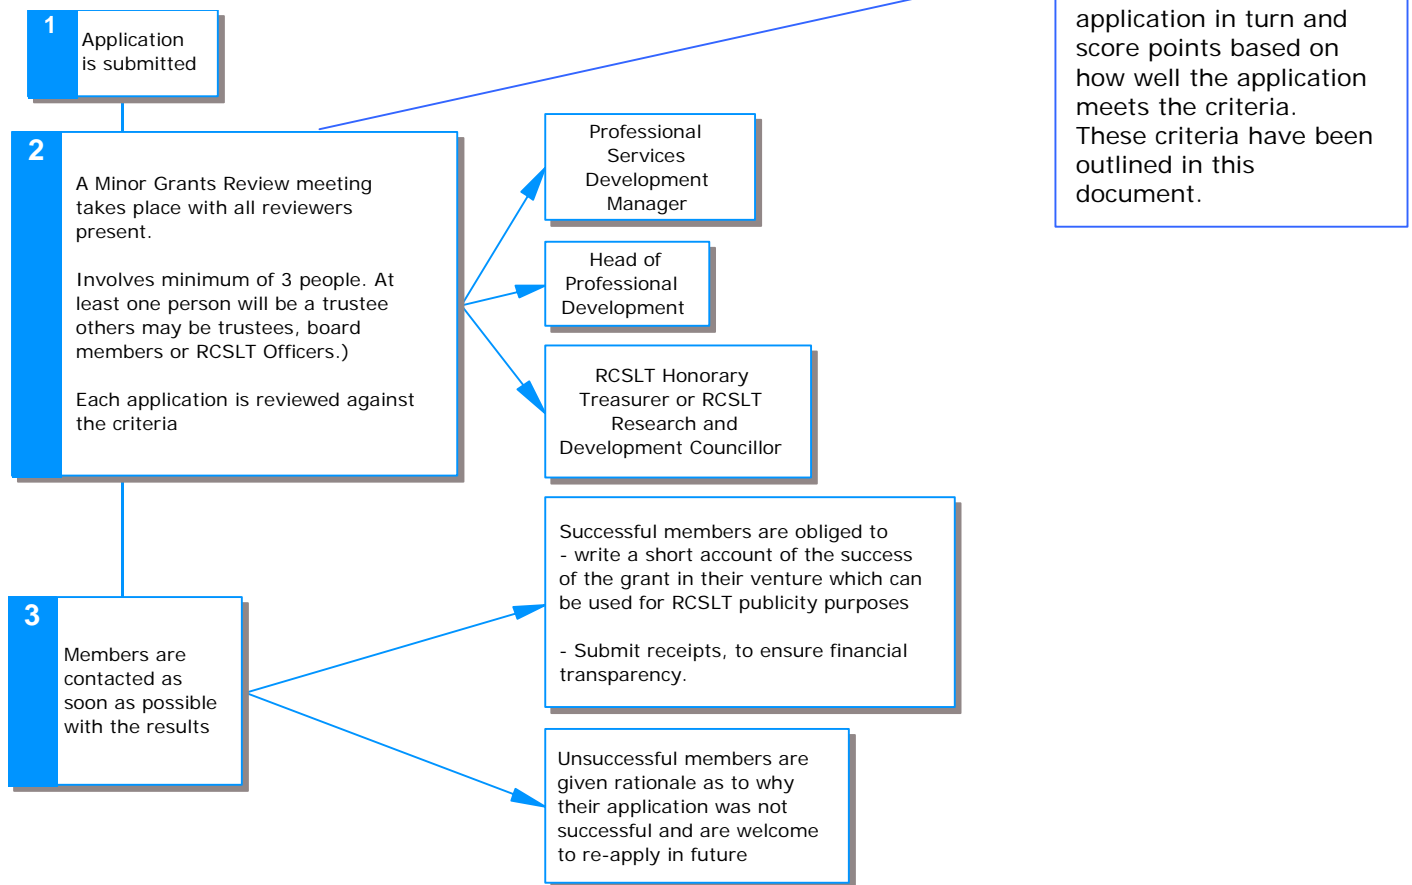 1
Application
is submitted
application in turn and
score points based on
how well the application
meets the criteria.
These criteria have been
outlined in this
document.
2
A Minor Grants Review meeting
takes place with all reviewers
present.
Involves minimum of 3 people. At
least one person will be a trustee
others may be trustees, board
members or RCSLT Officers.)
Each application is reviewed against
the criteria
Professional
Services
Development
Manager
Head of
Professional
Development
RCSLT Honorary
Treasurer or RCSLT
Research and
Development Councillor
3
Members are
contacted as
soon as possible
with the results
Successful members are obliged to
- write a short account of the success
of the grant in their venture which can
be used for RCSLT publicity purposes
- Submit receipts, to ensure financial
transparency.
Unsuccessful members are
given rationale as to why
their application was not
successful and are welcome
to re-apply in future